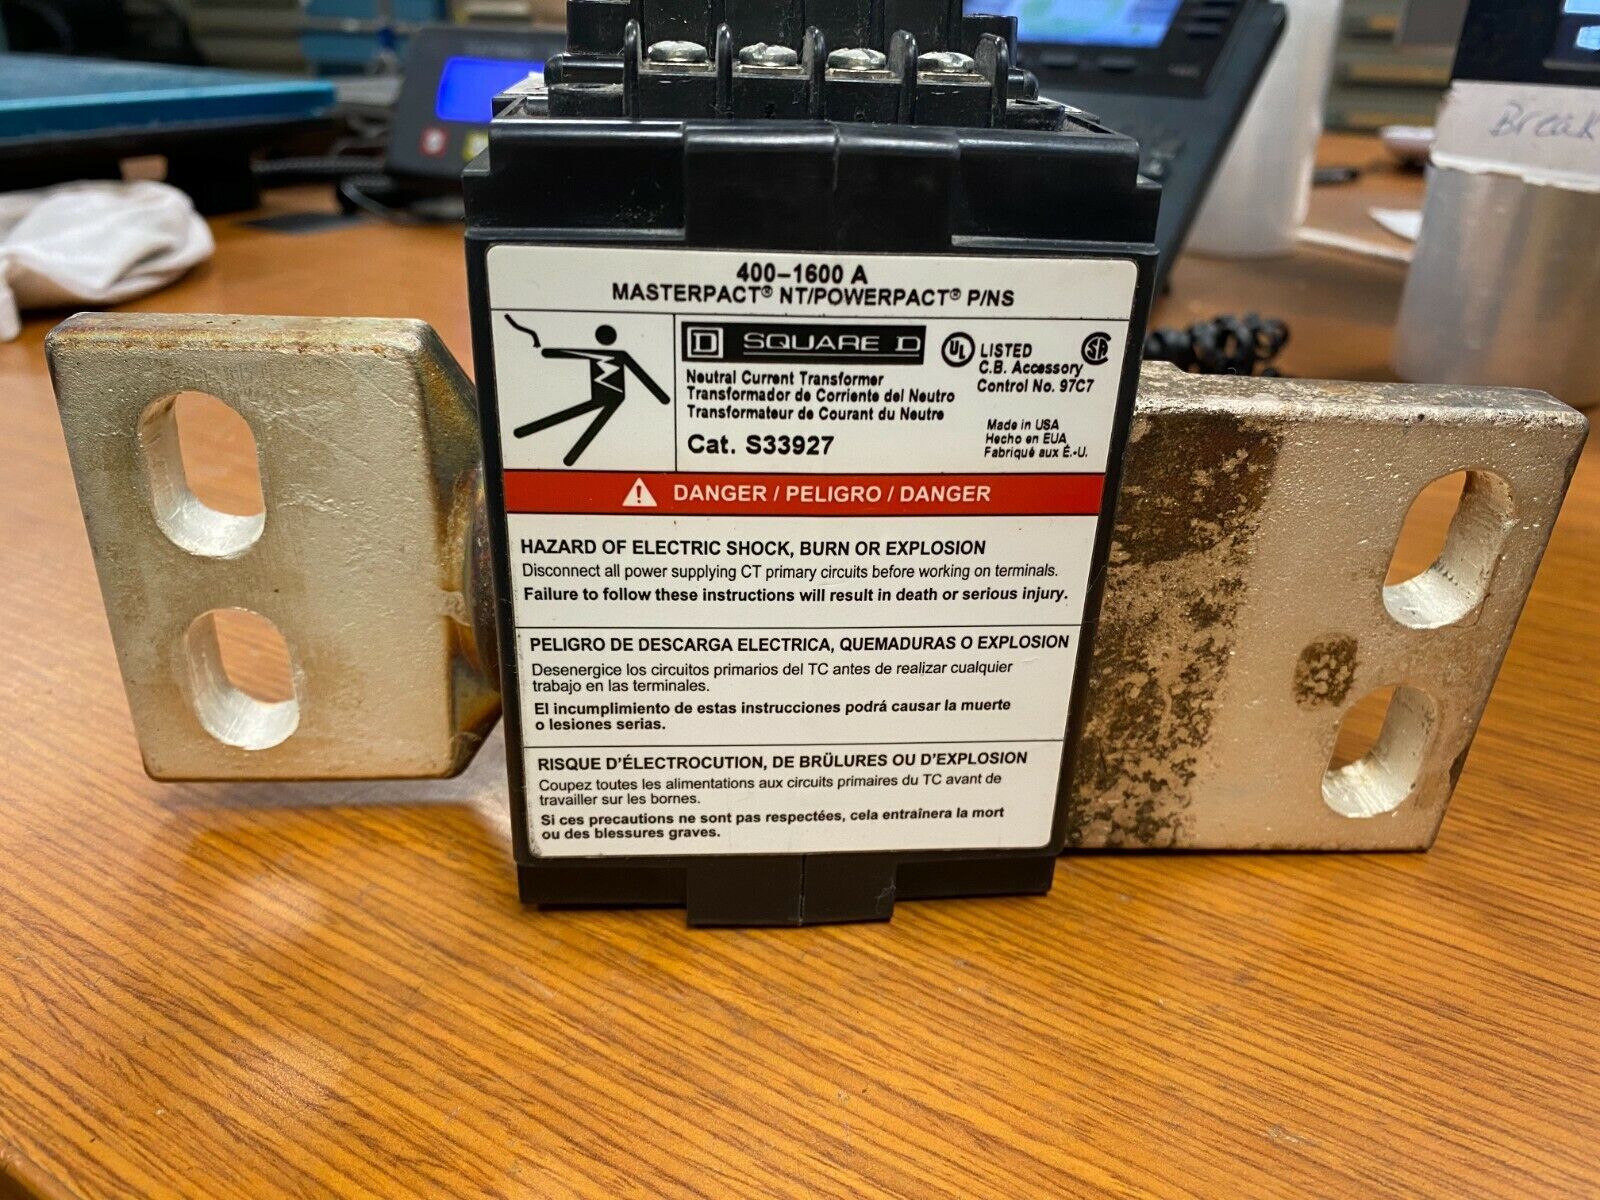 Break
400–1600 A
MASTERPACT® NT/POWERPACT® P/NS
D SQUARE D
UL LISTED
C.B. Accessory
Control No. 97C7
SA
Neutral Current Transformer
Transformador de Corriente del Neutro
Transformateur de Courant du Neutre
Cat. S33927
Made in USA
Hecho en EUA
Fabriqué aux É.-U.
DANGER / PELIGRO / DANGER
HAZARD OF ELECTRIC SHOCK, BURN OR EXPLOSION
Disconnect all power supplying CT primary circuits before working on terminals.
Failure to follow these instructions will result in death or serious injury.
PELIGRO DE DESCARGA ELECTRICA, QUEMADURAS O EXPLOSION
Desenergice los circuitos primarios del TC antes de realizar cualquier
trabajo en las terminales.
El incumplimiento de estas instrucciones podrá causar la muerte
o lesiones serias.
RISQUE D'ÉLECTROCUTION, DE BRÛLURES OU D'EXPLOSION
Coupez toutes les alimentations aux circuits primaires du TC avant de
travailler sur les bornes.
Si ces precautions ne sont pas respectées, cela entraînera la mort
ou des blessures graves.